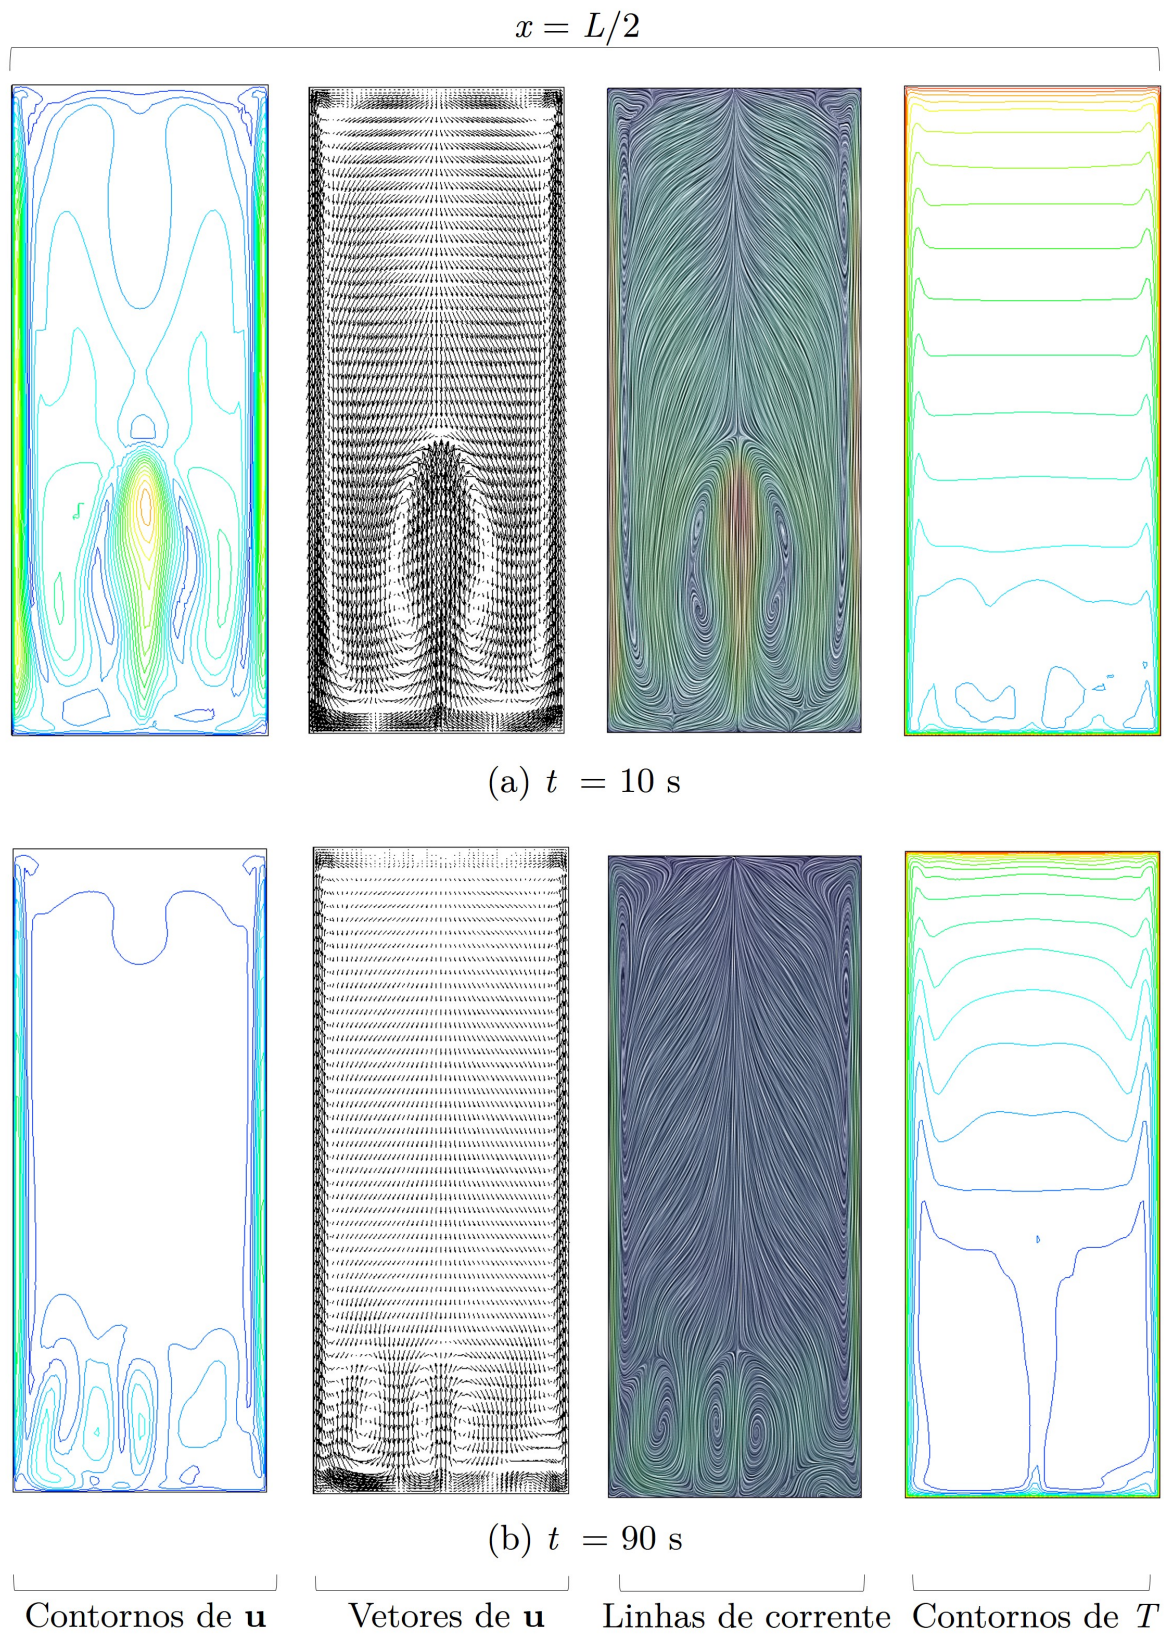 x = L/2
(a) t = 10 s
(b) t = 90 s
Contornos de u Vetores de u Linhas de corrente Contornos de T